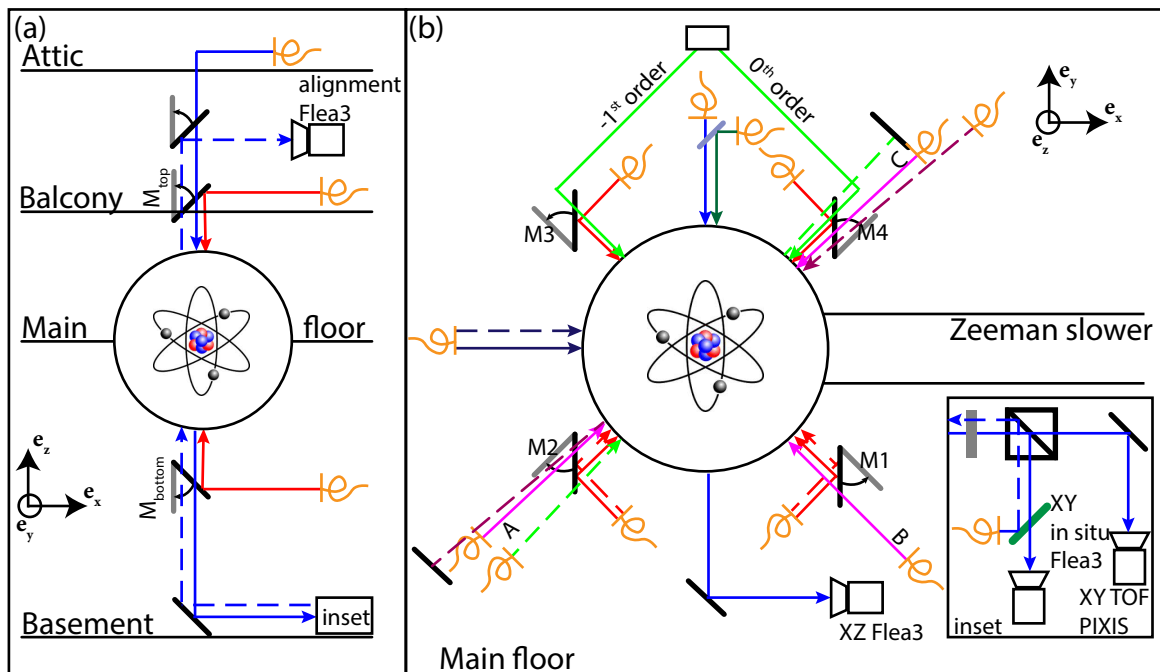 (a)
Attic
alignment
Flea3
M_top
Balcony
Main floor
e_z
e_x
e_y
M_bottom
inset
Basement
(b)
-1st order
0th order
e_y
e_x
e_z
C
M3
M4
Zeeman slower
M2
M1
A
B
XZ Flea3
Main floor
XY
in situ
Flea3
XY TOF
PIXIS
inset